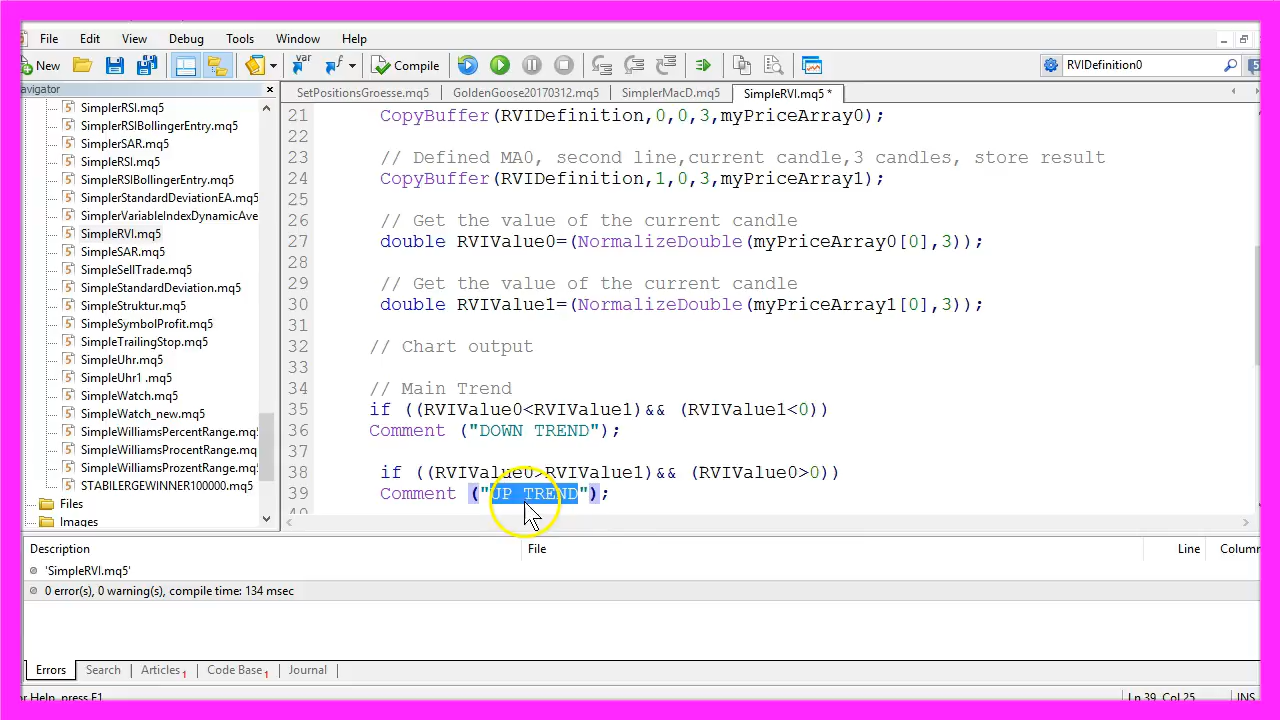 File Edit View Debug Tools Window Help
New Compile RVIDefinition0 5
avigator SetPositionsGroesse.mq5 GoldenGoose20170312.mq5 SimplerMacD.mq5 SimpleRVI.mq5 *
SimplerRSI.mq5
SimplerRSIBollingerEntry.mq5
SimplerSAR.mq5
SimpleRSI.mq5
SimpleRSIBollingerEntry.mq5
SimplerStandardDeviationEA.mq5
SimplerVariableIndexDynamicAve
SimpleRVI.mq5
SimpleSAR.mq5
SimpleSellTrade.mq5
SimpleStandardDeviation.mq5
SimpleStruktur.mq5
SimpleSymbolProfit.mq5
SimpleTrailingStop.mq5
SimpleUhr.mq5
SimpleUhr1 .mq5
SimpleWatch.mq5
SimpleWatch_new.mq5
SimpleWilliamsPercentRange.mq
SimpleWilliamsProcentRange.mq
SimpleWilliamsProzentRange.mq
STABILERGEWINNER100000.mq5
Files
Images
21 CopyBuffer(RVIDefinition,0,0,3,myPriceArray0);
22
23 // Defined MA0, second line,current candle,3 candles, store result
24 CopyBuffer(RVIDefinition,1,0,3,myPriceArray1);
25
26 // Get the value of the current candle
27 double RVIValue0=(NormalizeDouble(myPriceArray0[0],3));
28
29 // Get the value of the current candle
30 double RVIValue1=(NormalizeDouble(myPriceArray1[0],3));
31
32 // Chart output
33
34 // Main Trend
35 if ((RVIValue0<RVIValue1)&& (RVIValue1<0))
36 Comment ("DOWN TREND");
37
38 if ((RVIValue0>RVIValue1)&& (RVIValue0>0))
39 Comment ("UP TREND");
Description File Line Column
'SimpleRVI.mq5'
0 error(s), 0 warning(s), compile time: 134 msec
Errors Search Articles 1 Code Base 1 Journal
or Help, press F1 Ln 39, Col 25 INS